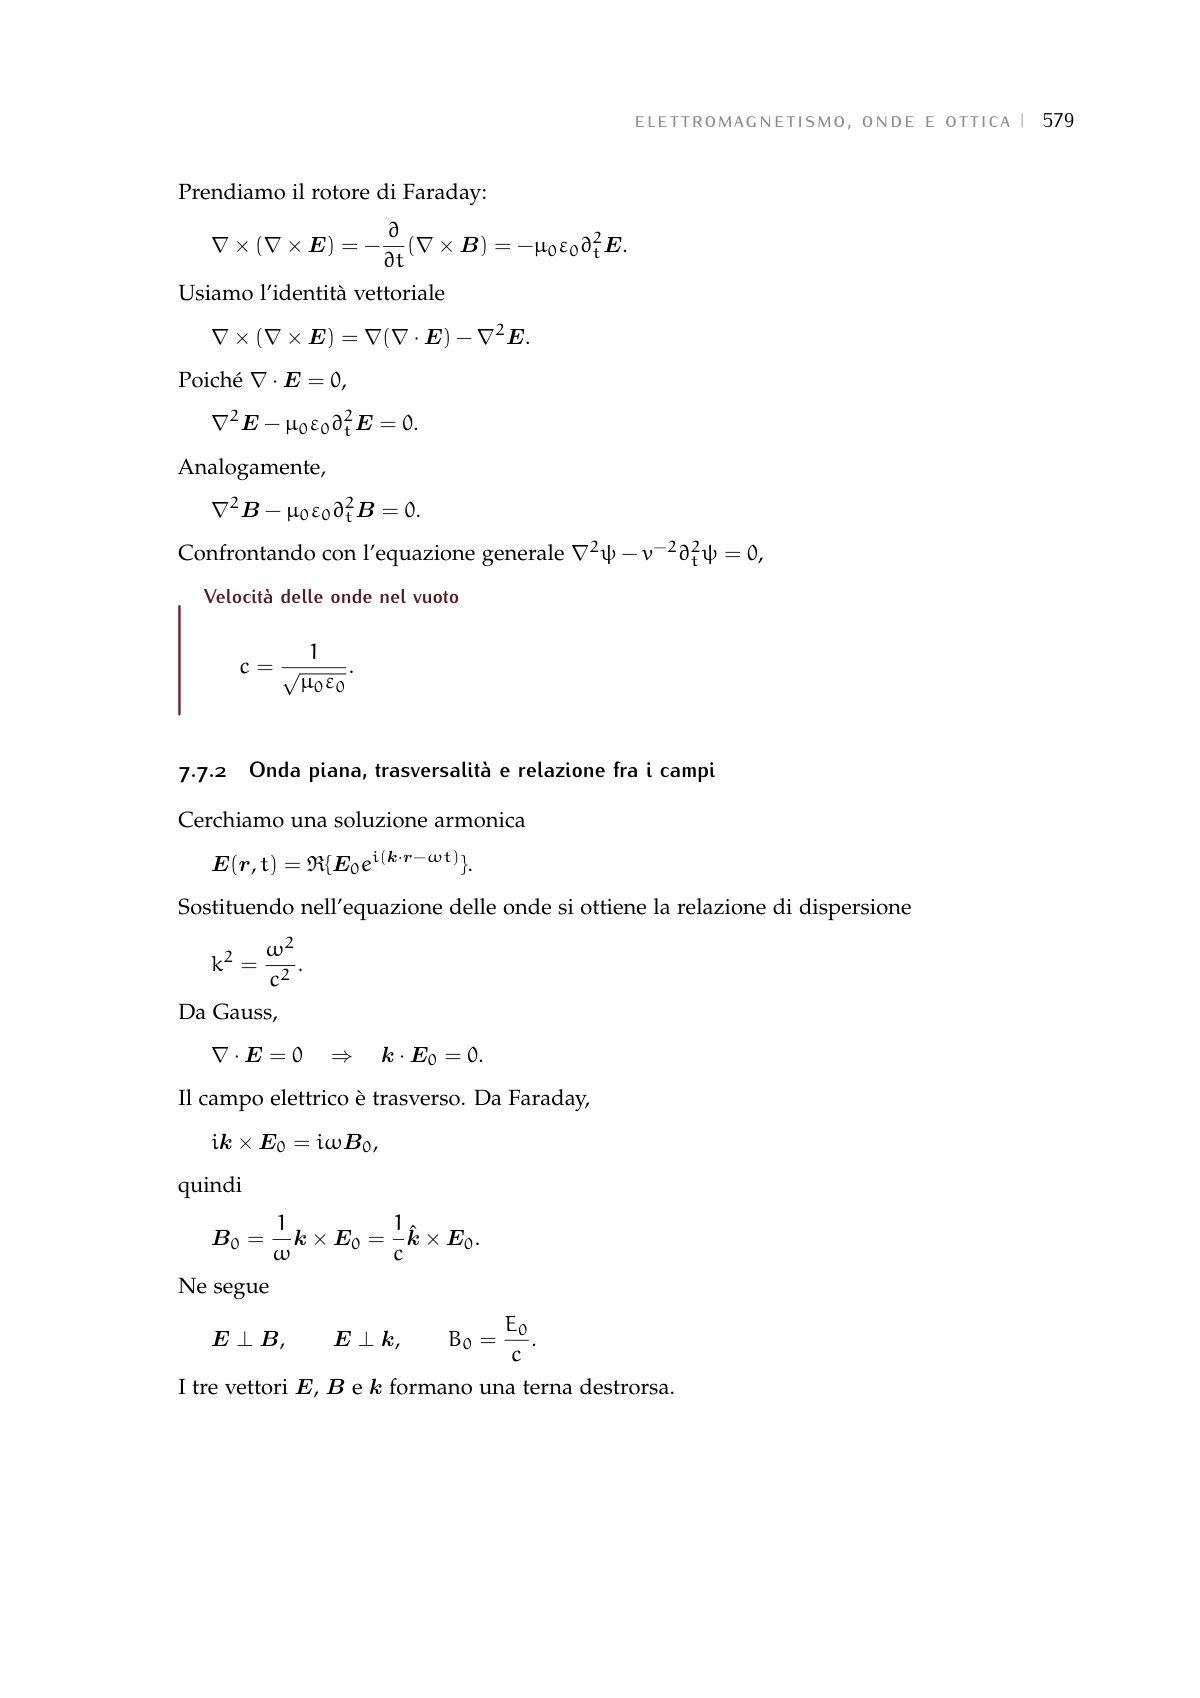 ELETTROMAGNETISMO, ONDE E OTTICA | 579
Prendiamo il rotore di Faraday:
∇ × (∇ × E) = −∂/∂t (∇ × B) = −μ₀ε₀∂ₜ²E.
Usiamo l'identità vettoriale
∇ × (∇ × E) = ∇(∇ · E) − ∇²E.
Poiché ∇ · E = 0,
∇²E − μ₀ε₀∂ₜ²E = 0.
Analogamente,
∇²B − μ₀ε₀∂ₜ²B = 0.
Confrontando con l'equazione generale ∇²ψ − v⁻²∂ₜ²ψ = 0,
Velocità delle onde nel vuoto
c = 1/√(μ₀ε₀).
7.7.2 Onda piana, trasversalità e relazione fra i campi
Cerchiamo una soluzione armonica
E(r, t) = ℜ{E₀e^{i(k·r−ωt)}}.
Sostituendo nell'equazione delle onde si ottiene la relazione di dispersione
k² = ω²/c².
Da Gauss,
∇ · E = 0 ⇒ k · E₀ = 0.
Il campo elettrico è trasverso. Da Faraday,
ik × E₀ = iωB₀,
quindi
B₀ = 1/ω k × E₀ = 1/c k̂ × E₀.
Ne segue
E ⊥ B, E ⊥ k, B₀ = E₀/c.
I tre vettori E, B e k formano una terna destrorsa.